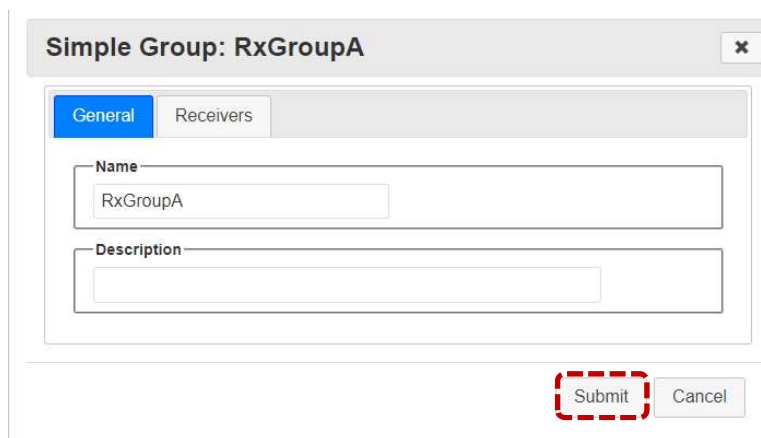 Simple Group: RxGroupA
General Receivers
Name
RxGroupA
Description
Submit Cancel